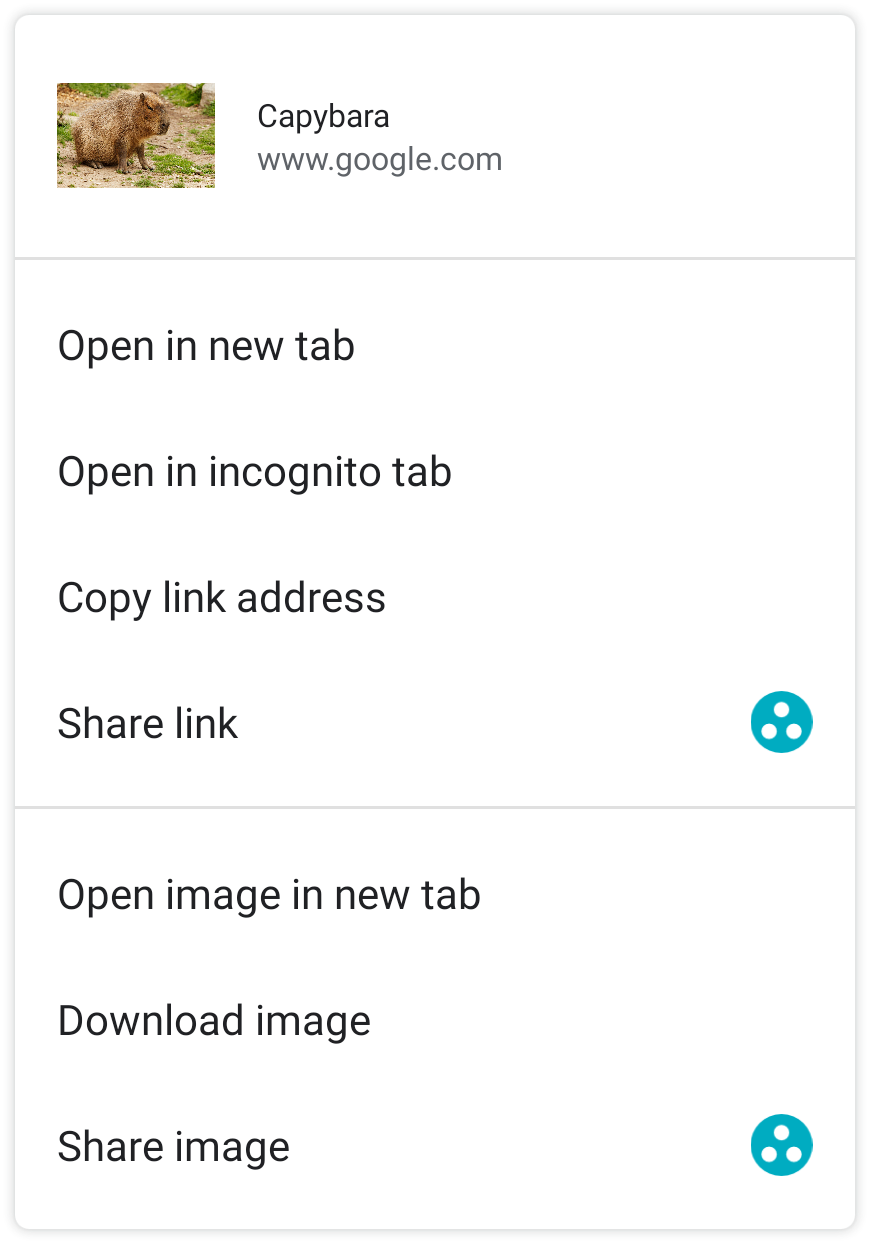 Capybara
www.google.com
Open in new tab
Open in incognito tab
Copy link address
Share link
Open image in new tab
Download image
Share image